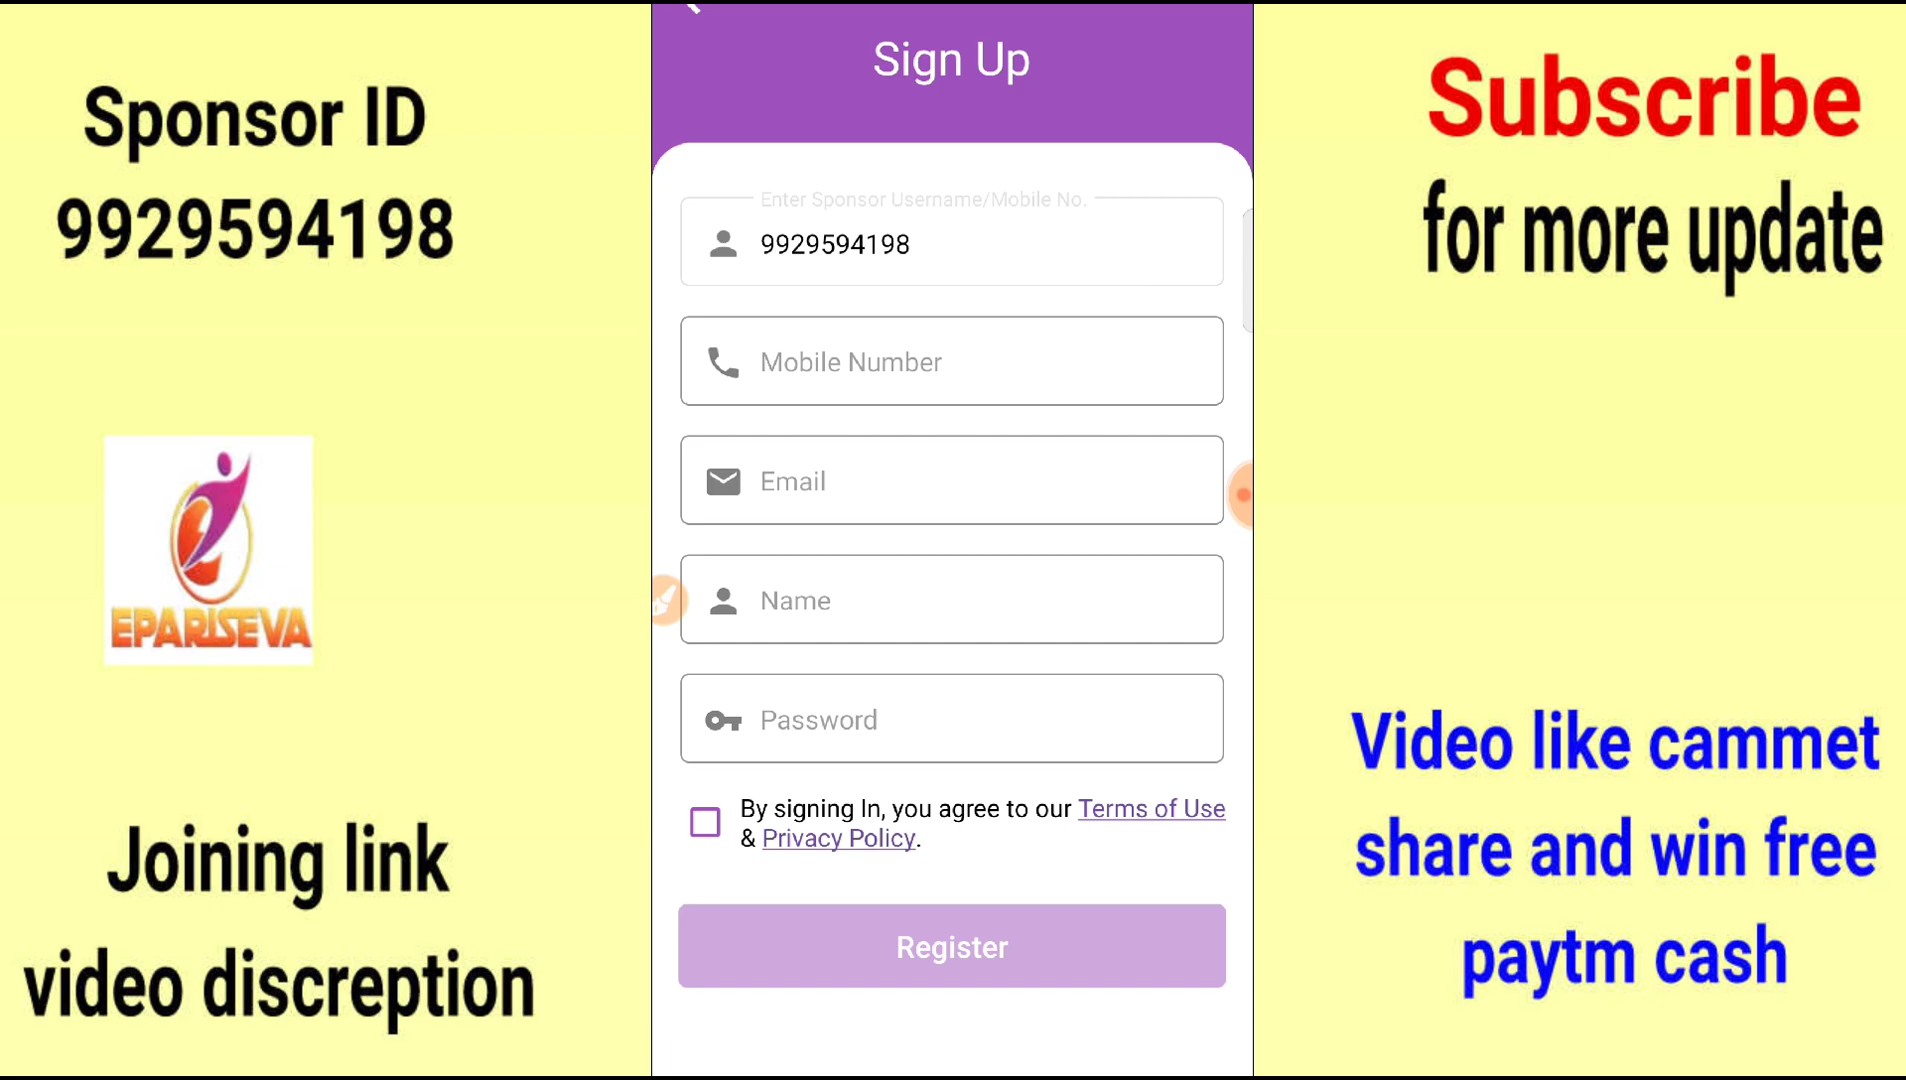 Sponsor ID
9929594198
EPARISEVA
Joining link
video discreption
Sign Up
Enter Sponsor Username/Mobile No.
9929594198
Mobile Number
Email
Name
Password
By signing In, you agree to our Terms of Use
& Privacy Policy.
Register
Subscribe
for more update
Video like cammet
share and win free
paytm cash